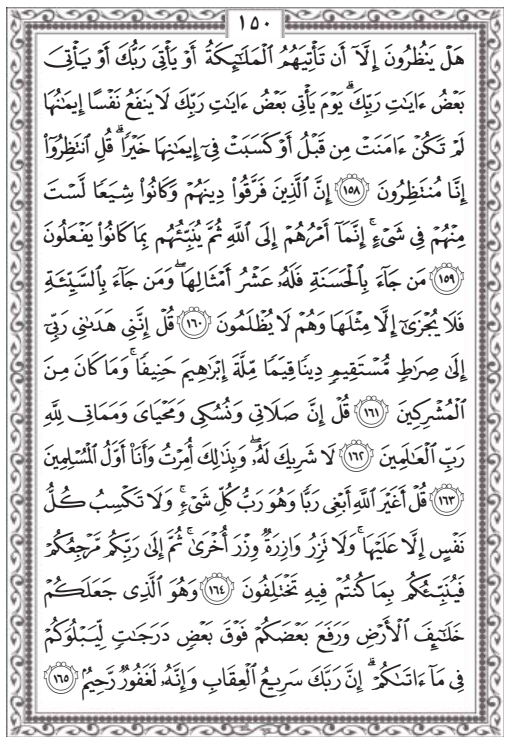 ١٥٠
هَلۡ يَنظُرُونَ إِلَّآ أَن تَأۡتِيَهُمُ ٱلۡمَلَٰٓئِكَةُ أَوۡ يَأۡتِيَ رَبُّكَ أَوۡ يَأۡتِيَ
بَعۡضُ ءَايَٰتِ رَبِّكَۗ يَوۡمَ يَأۡتِي بَعۡضُ ءَايَٰتِ رَبِّكَ لَا يَنفَعُ نَفۡسًا إِيمَٰنُهَا
لَمۡ تَكُنۡ ءَامَنَتۡ مِن قَبۡلُ أَوۡ كَسَبَتۡ فِيٓ إِيمَٰنِهَا خَيۡرٗاۗ قُلِ ٱنتَظِرُوٓاْ
إِنَّا مُنتَظِرُونَ ١٥٨ إِنَّ ٱلَّذِينَ فَرَّقُواْ دِينَهُمۡ وَكَانُواْ شِيَعٗا لَّسۡتَ
مِنۡهُمۡ فِي شَيۡءٍۚ إِنَّمَآ أَمۡرُهُمۡ إِلَى ٱللَّهِ ثُمَّ يُنَبِّئُهُم بِمَا كَانُواْ يَفۡعَلُونَ
١٥٩ مَن جَآءَ بِٱلۡحَسَنَةِ فَلَهُۥ عَشۡرُ أَمۡثَالِهَاۖ وَمَن جَآءَ بِٱلسَّيِّئَةِ
فَلَا يُجۡزَىٰٓ إِلَّا مِثۡلَهَا وَهُمۡ لَا يُظۡلَمُونَ ١٦٠ قُلۡ إِنَّنِي هَدَىٰنِي رَبِّيٓ
إِلَىٰ صِرَٰطٖ مُّسۡتَقِيمٖ دِينٗا قِيَمٗا مِّلَّةَ إِبۡرَٰهِيمَ حَنِيفٗاۚ وَمَا كَانَ مِنَ
ٱلۡمُشۡرِكِينَ ١٦١ قُلۡ إِنَّ صَلَاتِي وَنُسُكِي وَمَحۡيَايَ وَمَمَاتِي لِلَّهِ
رَبِّ ٱلۡعَٰلَمِينَ ١٦٢ لَا شَرِيكَ لَهُۥۖ وَبِذَٰلِكَ أُمِرۡتُ وَأَنَا۠ أَوَّلُ ٱلۡمُسۡلِمِينَ
١٦٣ قُلۡ أَغَيۡرَ ٱللَّهِ أَبۡغِي رَبّٗا وَهُوَ رَبُّ كُلِّ شَيۡءٖۚ وَلَا تَكۡسِبُ كُلُّ
نَفۡسٍ إِلَّا عَلَيۡهَاۚ وَلَا تَزِرُ وَازِرَةٞ وِزۡرَ أُخۡرَىٰۚ ثُمَّ إِلَىٰ رَبِّكُم مَّرۡجِعُكُمۡ
فَيُنَبِّئُكُم بِمَا كُنتُمۡ فِيهِ تَخۡتَلِفُونَ ١٦٤ وَهُوَ ٱلَّذِي جَعَلَكُمۡ
خَلَٰٓئِفَ ٱلۡأَرۡضِ وَرَفَعَ بَعۡضَكُمۡ فَوۡقَ بَعۡضٖ دَرَجَٰتٖ لِّيَبۡلُوَكُمۡ
فِي مَآ ءَاتَىٰكُمۡۗ إِنَّ رَبَّكَ سَرِيعُ ٱلۡعِقَابِ وَإِنَّهُۥ لَغَفُورٞ رَّحِيمُۢ ١٦٥